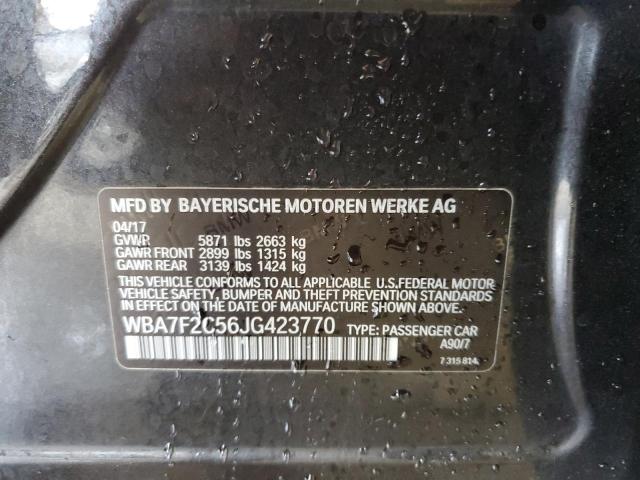 MFD BY BAYERISCHE MOTOREN WERKE AG
04/17
GVWR 5871 lbs 2663 kg
GAWR FRONT 2899 lbs 1315 kg
GAWR REAR 3139 lbs 1424 kg
THIS VEHICLE CONFORMS TO ALL APPLICABLE U.S.FEDERAL MOTOR
VEHICLE SAFETY, BUMPER, AND THEFT PREVENTION STANDARDS
IN EFFECT ON THE DATE OF MANUFACTURE SHOWN ABOVE.
WBA7F2C56JG423770 TYPE: PASSENGER CAR
A90/7
7 315 814